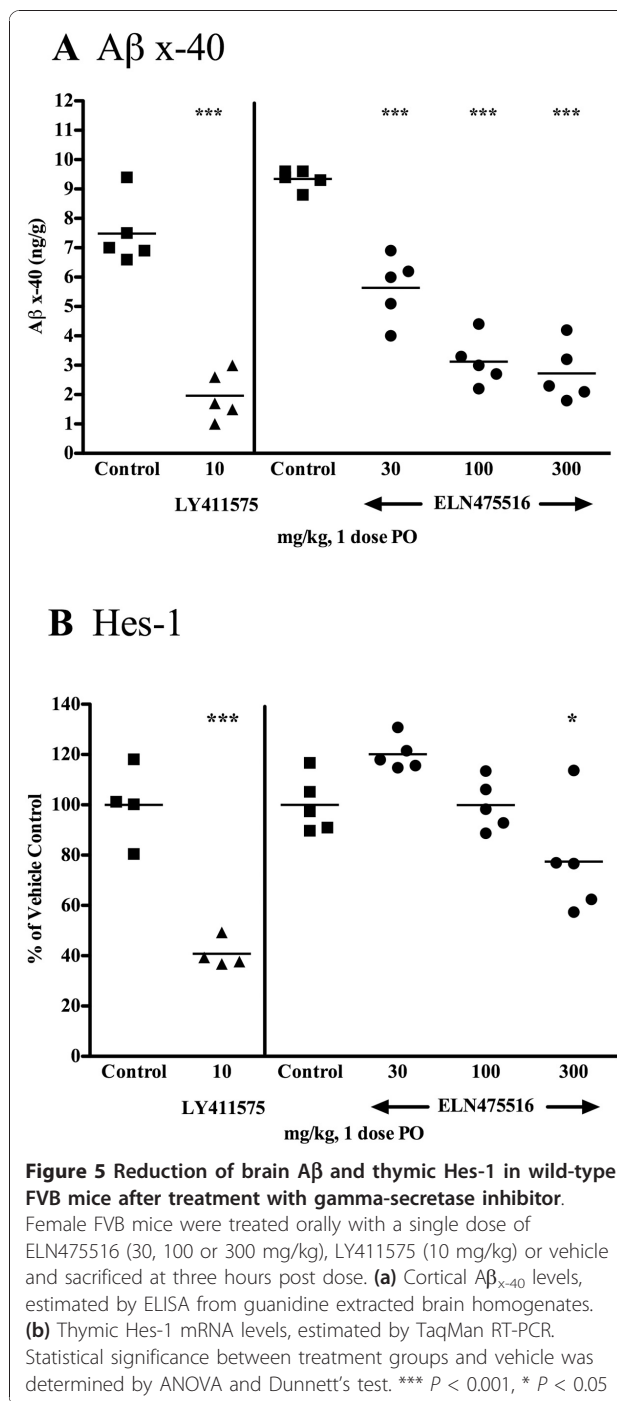 A Aβ x-40
12
11
10
9
8
7
6
5
4
3
2
1
0
Aβ x-40 (ng/g)
*** *** *** ***
Control 10 Control 30 100 300
LY411575 ELN475516
mg/kg, 1 dose PO
B Hes-1
140
120
100
80
60
40
20
0
% of Vehicle Control
*** *
Control 10 Control 30 100 300
LY411575 ELN475516
mg/kg, 1 dose PO
Figure 5 Reduction of brain Aβ and thymic Hes-1 in wild-type
FVB mice after treatment with gamma-secretase inhibitor.
Female FVB mice were treated orally with a single dose of
ELN475516 (30, 100 or 300 mg/kg), LY411575 (10 mg/kg) or vehicle
and sacrificed at three hours post dose. (a) Cortical Aβx-40 levels,
estimated by ELISA from guanidine extracted brain homogenates.
(b) Thymic Hes-1 mRNA levels, estimated by TaqMan RT-PCR.
Statistical significance between treatment groups and vehicle was
determined by ANOVA and Dunnett's test. *** P < 0.001, * P < 0.05